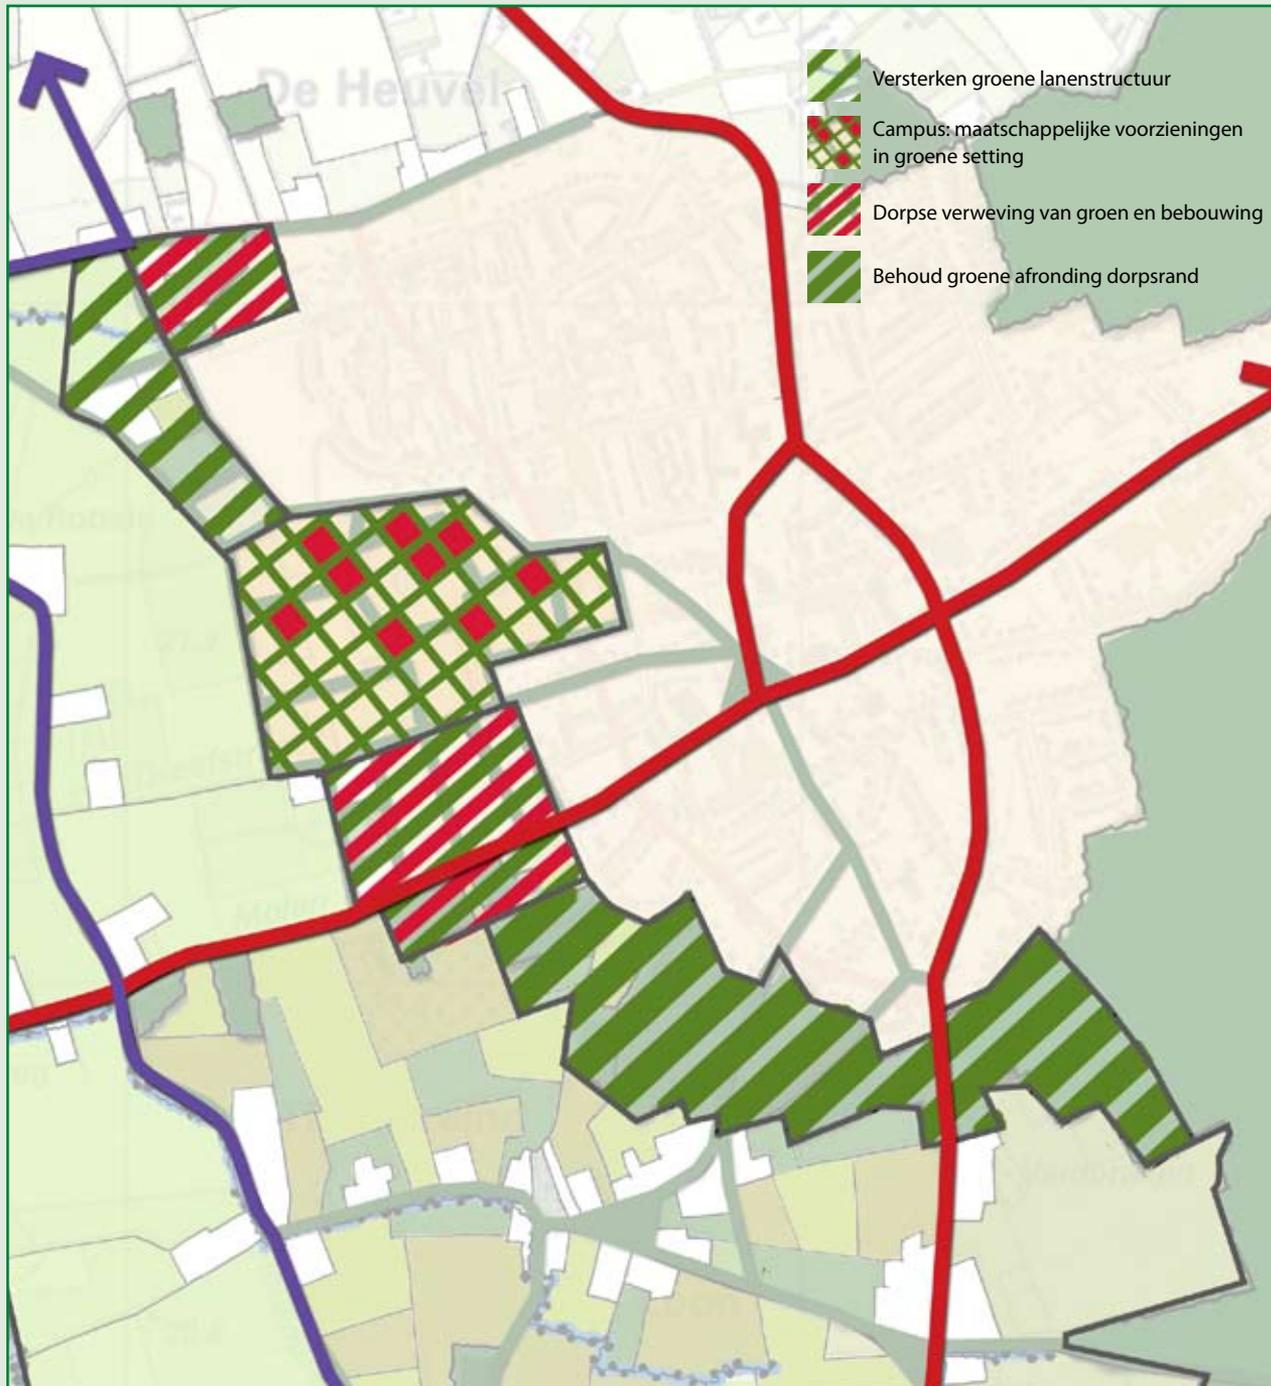 De Heuvel
Versterken groene lanenstructuur
Campus: maatschappelijke voorzieningen
in groene setting
Dorpse verweving van groen en bebouwing
Behoud groene afronding dorpsrand